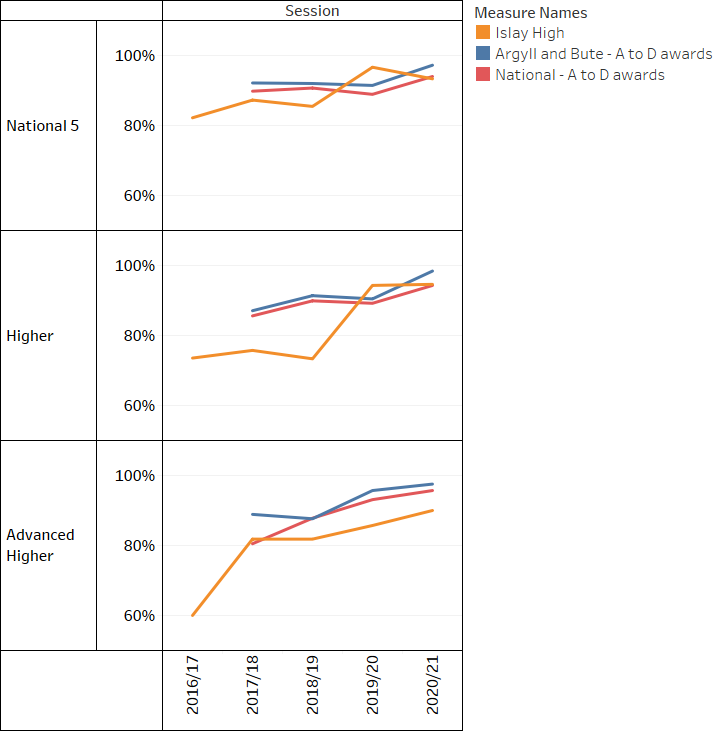 Session
Measure Names
Islay High
Argyll and Bute - A to D awards
National - A to D awards
National 5
100%
80%
60%
Higher
100%
80%
60%
Advanced
Higher
100%
80%
60%
2016/17
2017/18
2018/19
2019/20
2020/21